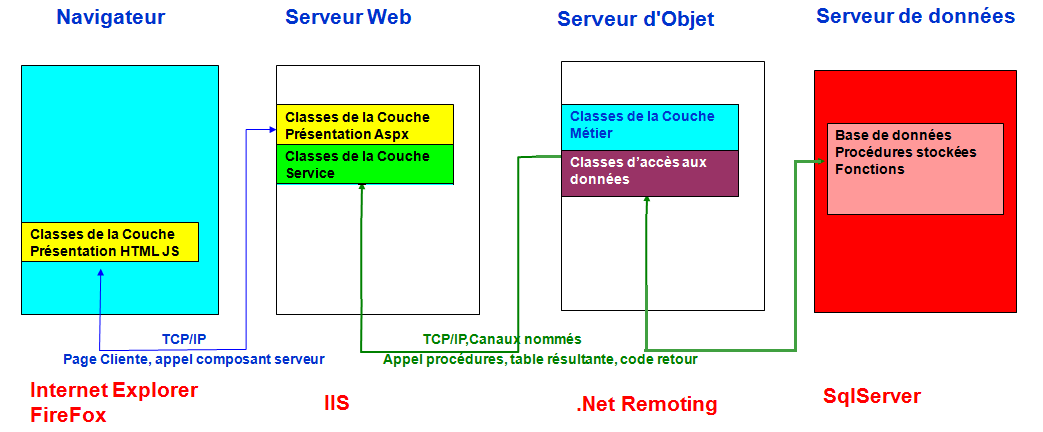 Navigateur
Serveur Web
Serveur d'Objet
Serveur de données
Classes de la Couche
Présentation HTML JS
Classes de la Couche
Présentation Aspx
Classes de la Couche
Service
Classes de la Couche
Métier
Classes d'accès aux
données
Base de données
Procédures stockées
Fonctions
TCP/IP
Page Cliente, appel composant serveur
TCP/IP,Canaux nommés
Appel procédures, table résultante, code retour
Internet Explorer
FireFox
IIS
.Net Remoting
SqlServer